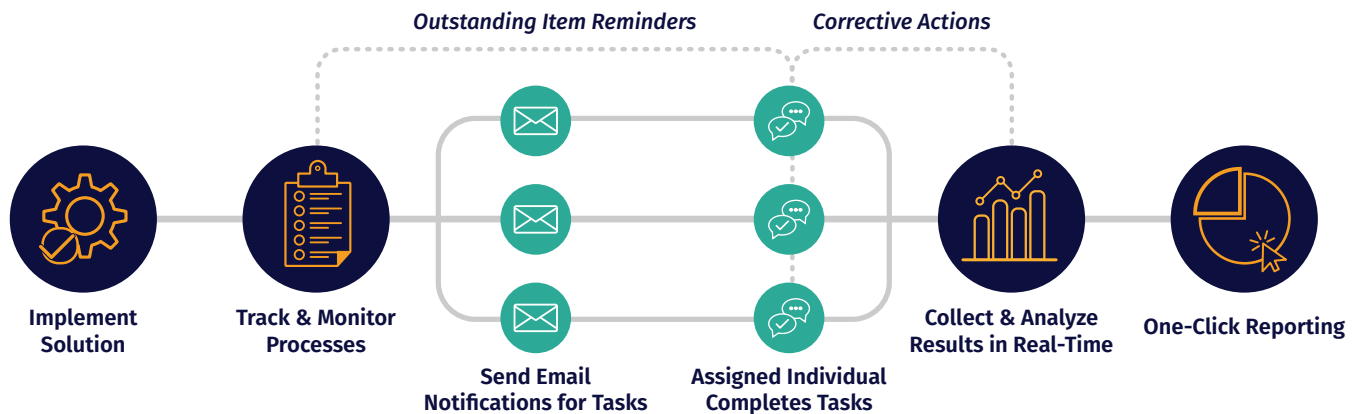 Outstanding Item Reminders
Corrective Actions
Implement
Solution
Track & Monitor
Processes
Send Email
Notifications for Tasks
Assigned Individual
Completes Tasks
Collect & Analyze
Results in Real-Time
One-Click Reporting